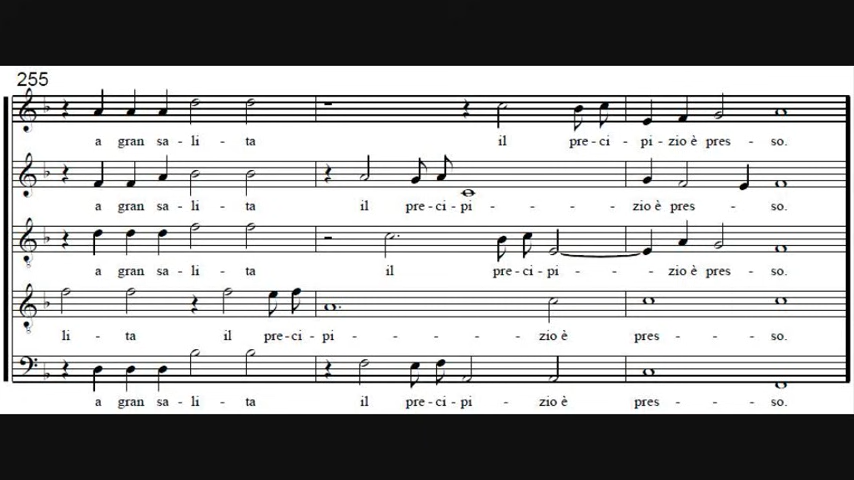 255
a gran sa - li - ta il pre - ci - pi - zio è pres - so.
a gran sa - li - ta il pre - ci - pi - - - zio è pres - so.
a gran sa - li - ta il pre - ci - pi - - - zio è pres - so.
li - ta il pre - ci - pi - - - - zio è pres - - - so.
a gran sa - li - ta il pre - ci - pi - zio è pres - - - so.